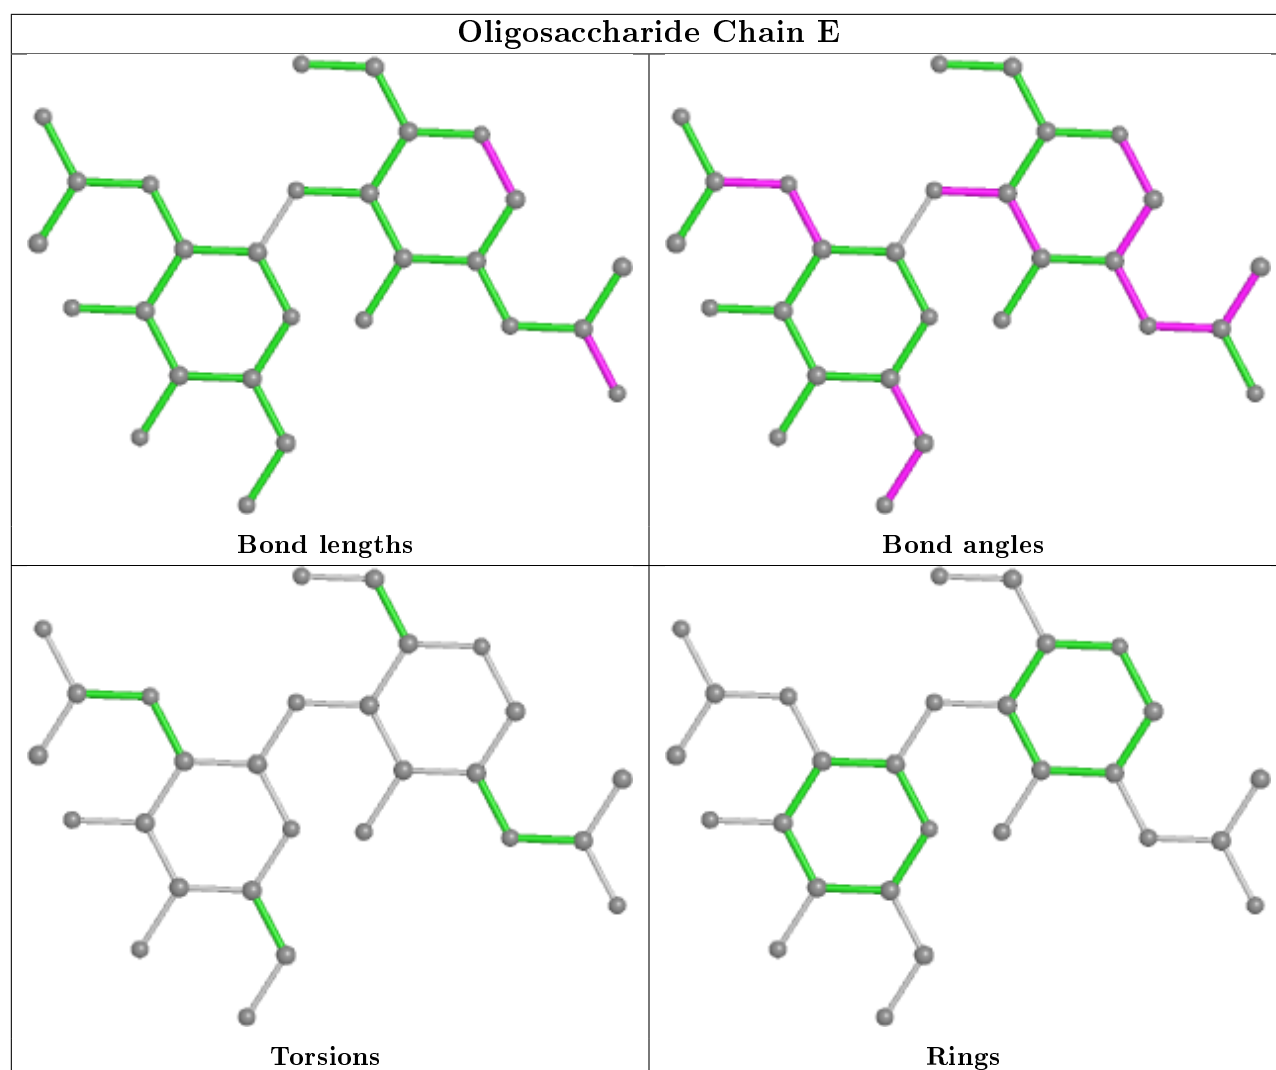 Oligosaccharide Chain E
Bond lengths
Bond angles
Torsions
Rings